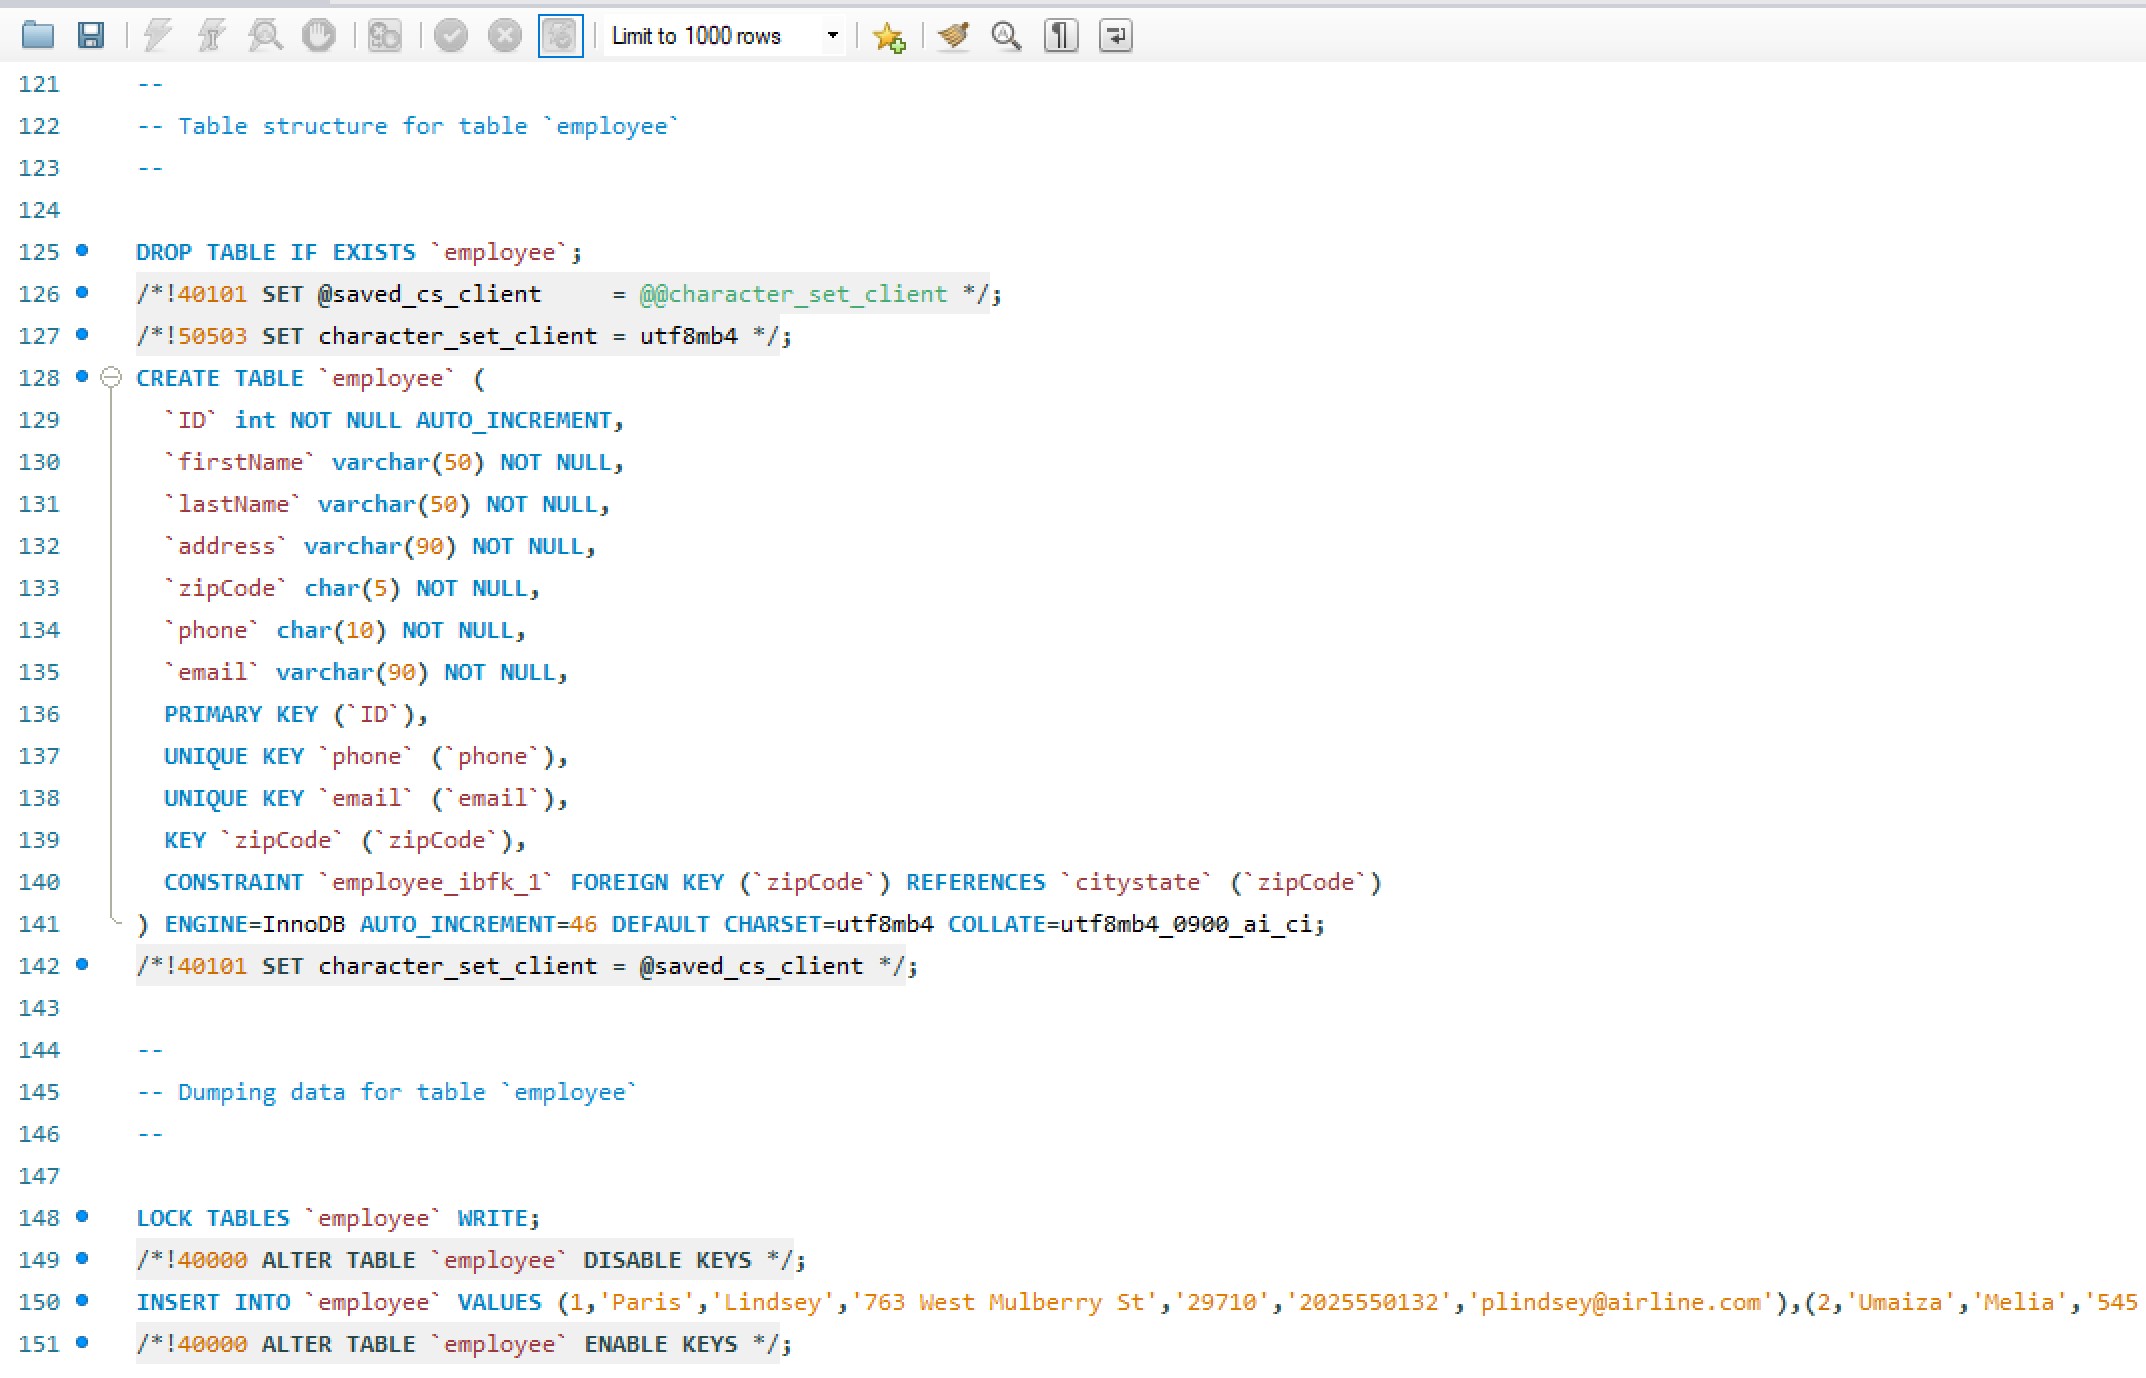 Limit to 1000 rows
121 --
122 -- Table structure for table `employee`
123 --
124
125 DROP TABLE IF EXISTS `employee`;
126 /*!40101 SET @saved_cs_client     = @@character_set_client */;
127 /*!50503 SET character_set_client = utf8mb4 */;
128 CREATE TABLE `employee` (
129   `ID` int NOT NULL AUTO_INCREMENT,
130   `firstName` varchar(50) NOT NULL,
131   `lastName` varchar(50) NOT NULL,
132   `address` varchar(90) NOT NULL,
133   `zipCode` char(5) NOT NULL,
134   `phone` char(10) NOT NULL,
135   `email` varchar(90) NOT NULL,
136   PRIMARY KEY (`ID`),
137   UNIQUE KEY `phone` (`phone`),
138   UNIQUE KEY `email` (`email`),
139   KEY `zipCode` (`zipCode`),
140   CONSTRAINT `employee_ibfk_1` FOREIGN KEY (`zipCode`) REFERENCES `citystate` (`zipCode`)
141 ) ENGINE=InnoDB AUTO_INCREMENT=46 DEFAULT CHARSET=utf8mb4 COLLATE=utf8mb4_0900_ai_ci;
142 /*!40101 SET character_set_client = @saved_cs_client */;
143
144 --
145 -- Dumping data for table `employee`
146 --
147
148 LOCK TABLES `employee` WRITE;
149 /*!40000 ALTER TABLE `employee` DISABLE KEYS */;
150 INSERT INTO `employee` VALUES (1,'Paris','Lindsey','763 West Mulberry St','29710','2025550132','plindsey@airline.com'),(2,'Umaiza','Melia','545
151 /*!40000 ALTER TABLE `employee` ENABLE KEYS */;